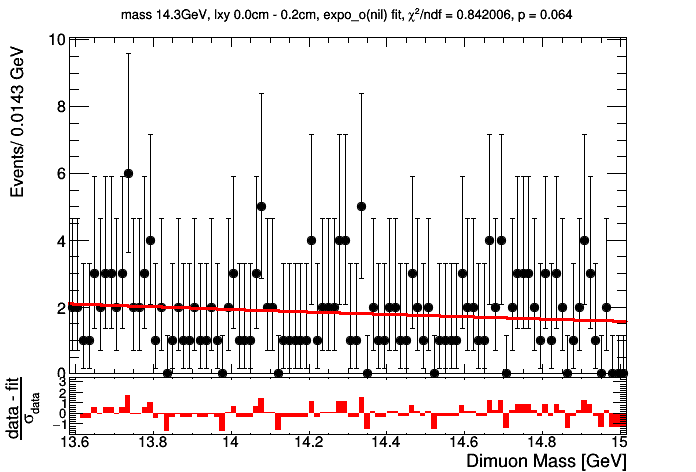 mass 14.3GeV, lxy 0.0cm - 0.2cm, expo_o(nil) fit, χ²/ndf = 0.842006, p = 0.064
Events/ 0.0143 GeV
10
8
6
4
2
0
data - fit
σdata
3
2
1
0
−1
13.6 13.8 14 14.2 14.4 14.6 14.8 15
Dimuon Mass [GeV]